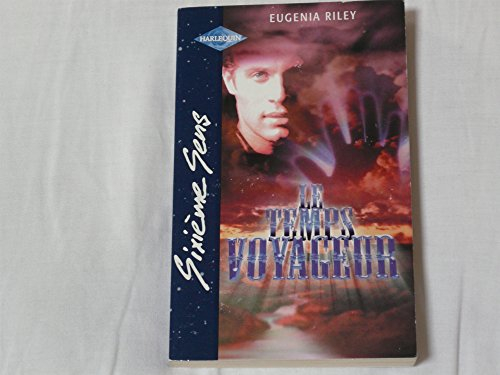 EUGENIA RILEY
HARLEQUIN
Sixième Sens
LE
TEMPS
VOYAGEUR